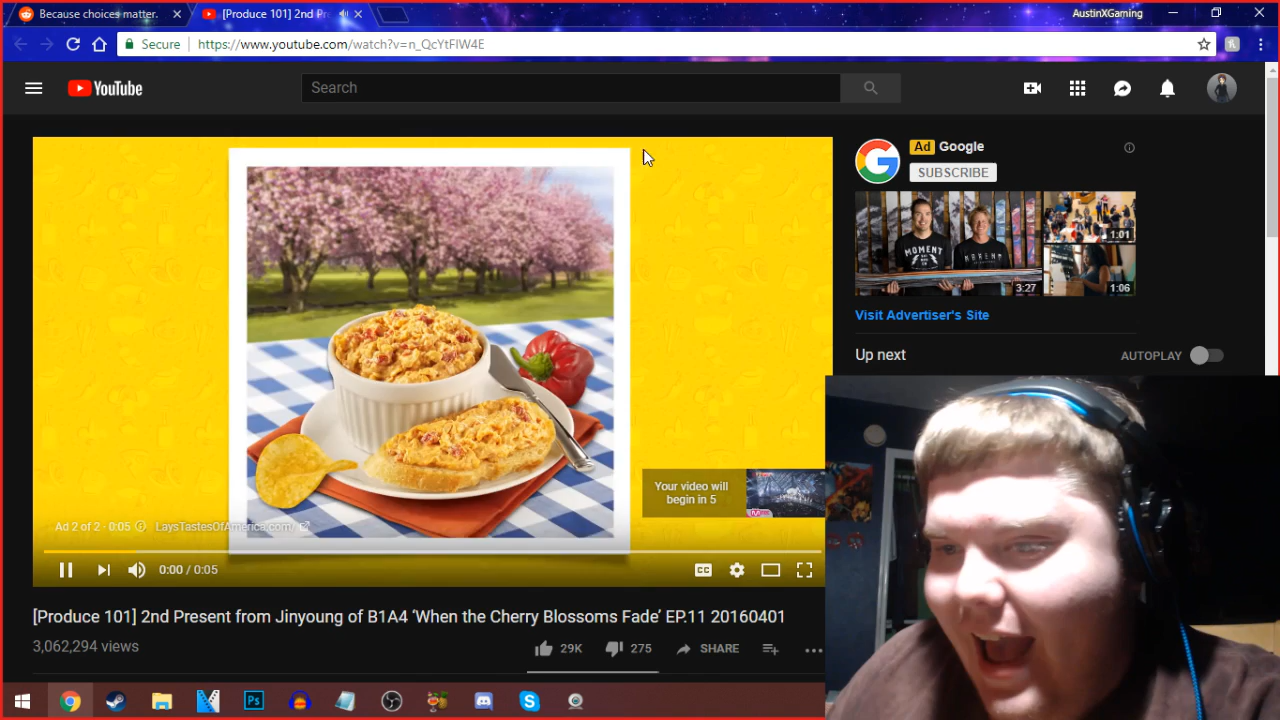 Because choices matter.
[Produce 101] 2nd Pr
AustinXGaming
Secure
https://www.youtube.com/watch?v=n_QcYtFIW4E
YouTube
Search
Ad Google
SUBSCRIBE
MOMENT
1:01
3:27
1:06
Visit Advertiser's Site
Up next
AUTOPLAY
Your video will
begin in 5
Ad 2 of 2 · 0:05
LaysTastesOfAmerica.com/
0:00 / 0:05
CC
[Produce 101] 2nd Present from Jinyoung of B1A4 ‘When the Cherry Blossoms Fade’ EP.11 20160401
3,062,294 views
29K
275
SHARE
Ps